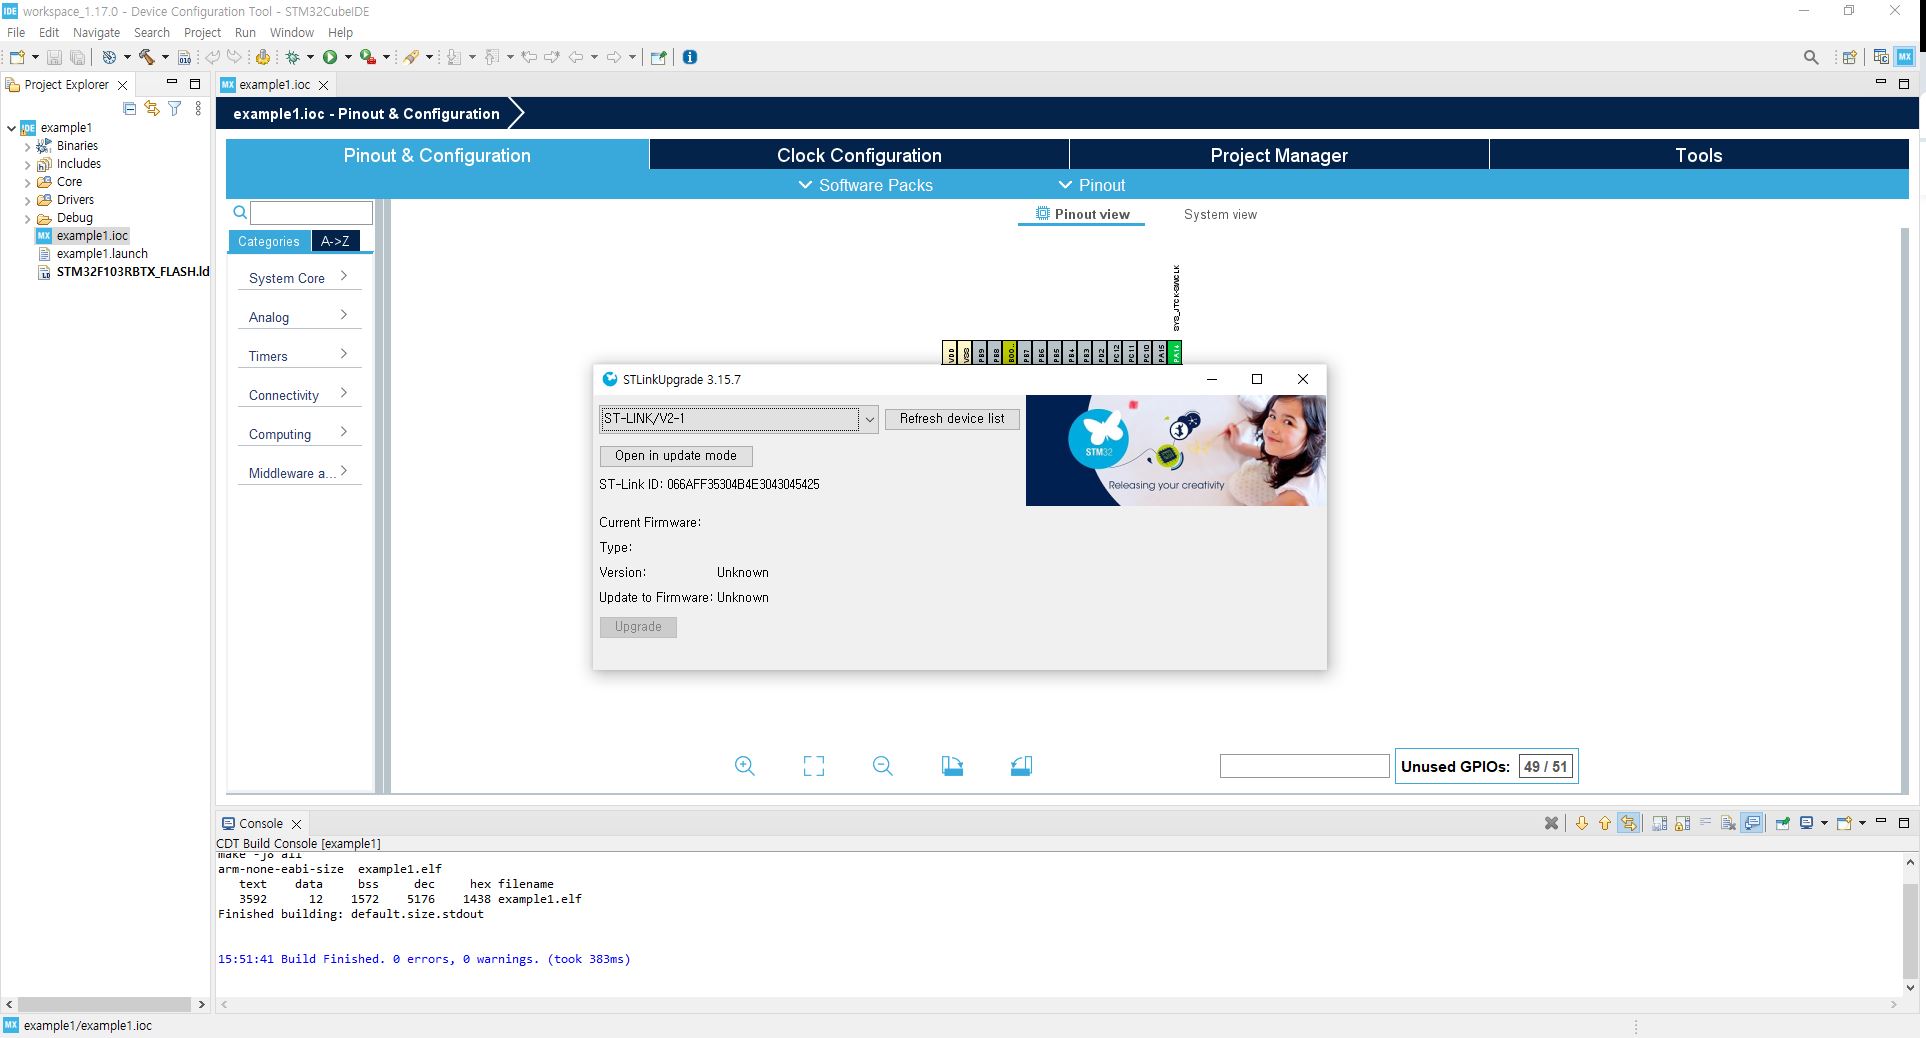 IDE workspace_1.17.0 - Device Configuration Tool - STM32CubeIDE
File Edit Navigate Search Project Run Window Help
Project Explorer
MX example1.ioc
example1.ioc - Pinout & Configuration
IDE example1
Binaries
Includes
Core
Drivers
Debug
MX example1.ioc
example1.launch
STM32F103RBTX_FLASH.ld
Pinout & Configuration
Clock Configuration
Project Manager
Tools
Software Packs
Pinout
Pinout view
System view
Categories
A->Z
System Core
Analog
Timers
Connectivity
Computing
Middleware a...
SYS_JTCK-SWCLK
VDD VSS PB9 PB8 BOO.. PB7 PB6 PB5 PB4 PB3 PD2 PC12 PC11 PC10 PA15 PA14
STLinkUpgrade 3.15.7
ST-LINK/V2-1
Refresh device list
Open in update mode
ST-Link ID: 066AFF35304B4E3043045425
Current Firmware:
Type:
Version: Unknown
Update to Firmware: Unknown
Upgrade
STM32
Releasing your creativity
Unused GPIOs: 49 / 51
Console
CDT Build Console [example1]
make -j8 all
arm-none-eabi-size example1.elf
text data bss dec hex filename
3592 12 1572 5176 1438 example1.elf
Finished building: default.size.stdout
15:51:41 Build Finished. 0 errors, 0 warnings. (took 383ms)
MX example1/example1.ioc